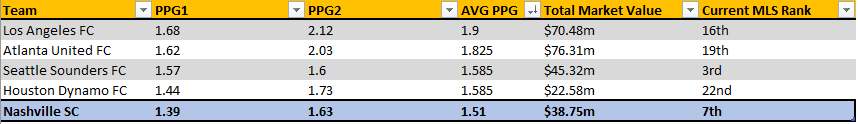 Team PPG1 PPG2 AVG PPG Total Market Value Current MLS Rank
Los Angeles FC 1.68 2.12 1.9 $70.48m 16th
Atlanta United FC 1.62 2.03 1.825 $76.31m 19th
Seattle Sounders FC 1.57 1.6 1.585 $45.32m 3rd
Houston Dynamo FC 1.44 1.73 1.585 $22.58m 22nd
Nashville SC 1.39 1.63 1.51 $38.75m 7th